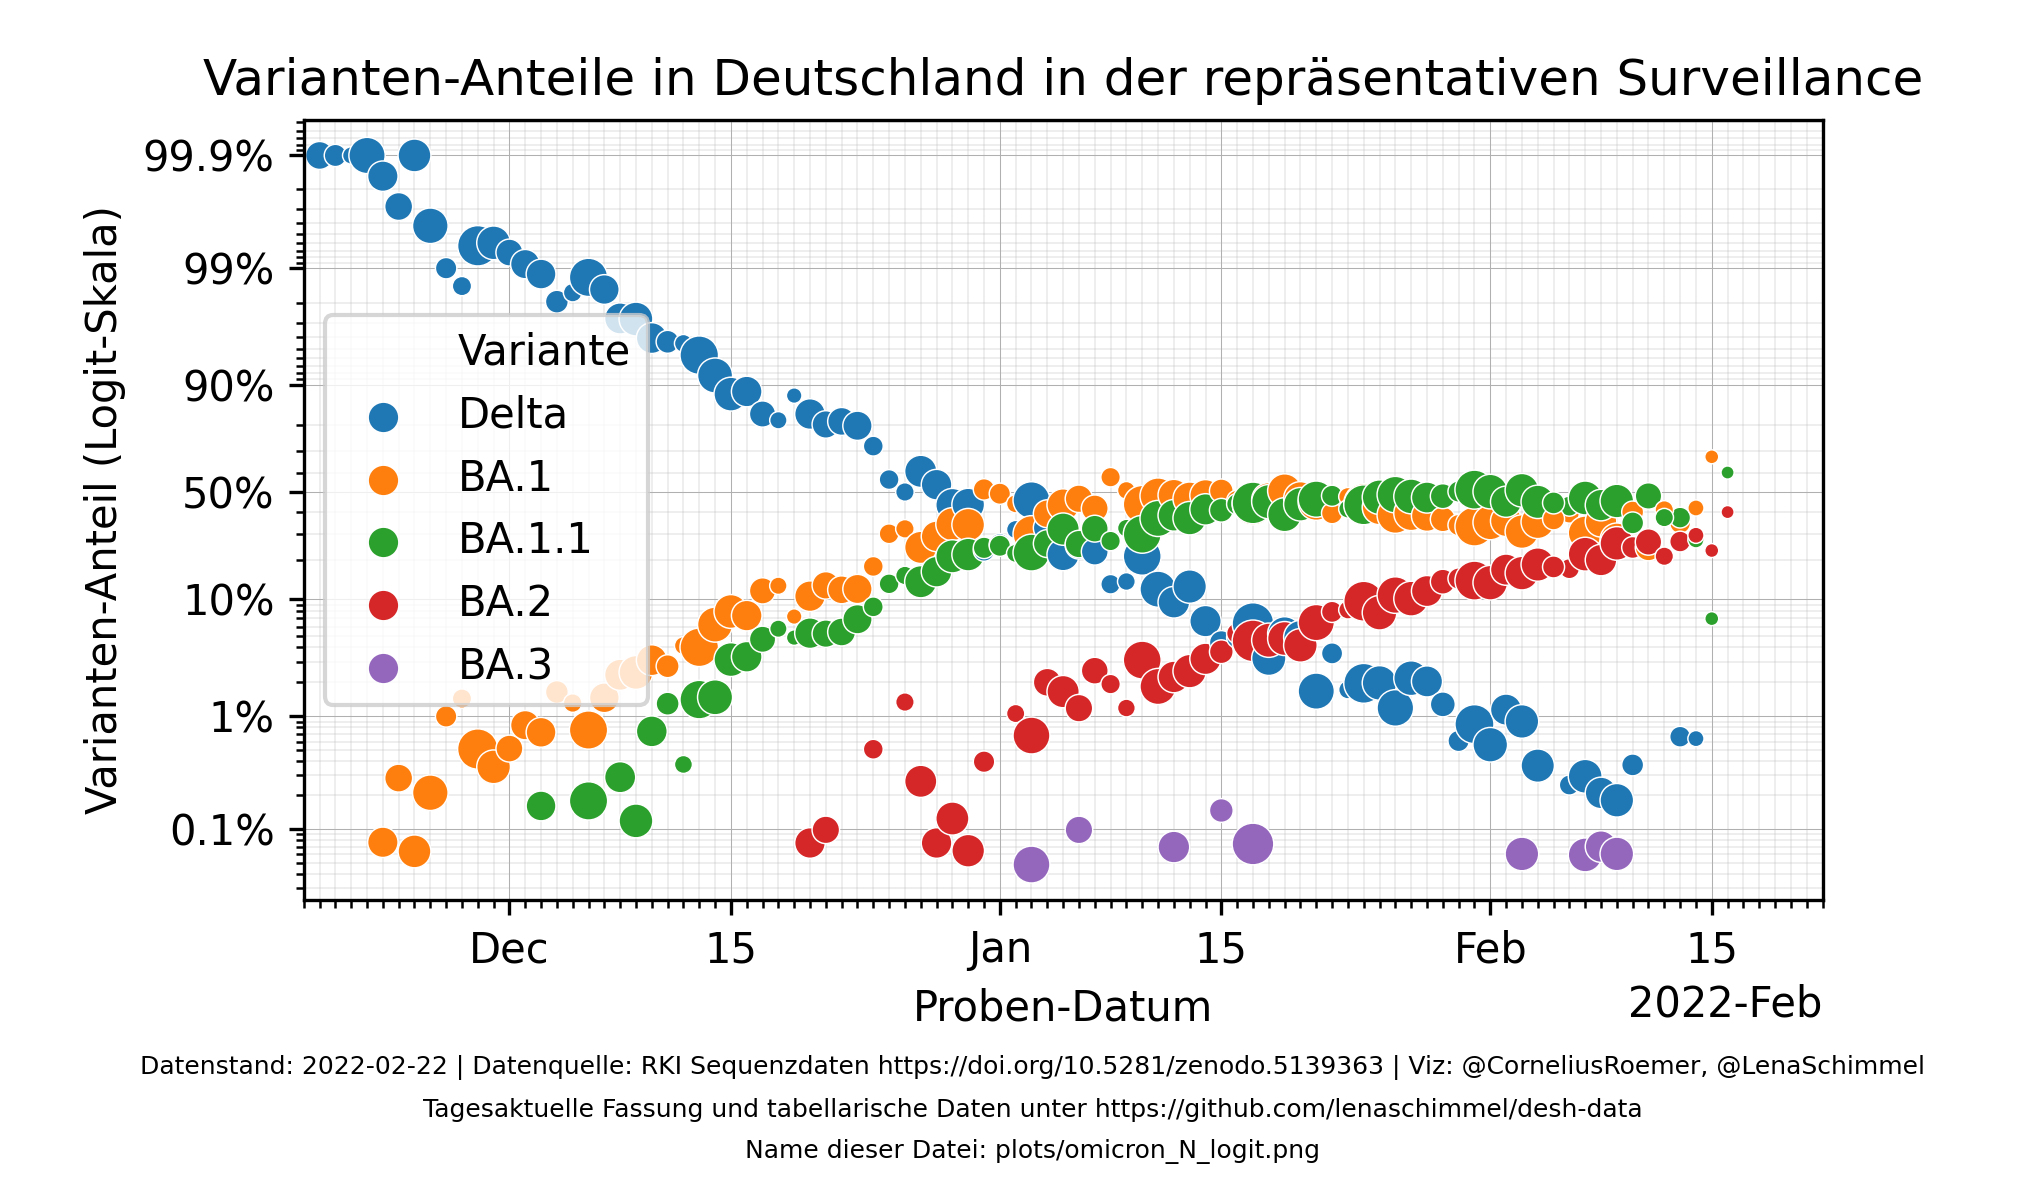 Varianten-Anteile in Deutschland in der repräsentativen Surveillance
Varianten-Anteil (Logit-Skala)
99.9%
99%
90%
50%
10%
1%
0.1%
Variante
Delta
BA.1
BA.1.1
BA.2
BA.3
Dec 15 Jan 15 Feb 15
Proben-Datum
2022-Feb
Datenstand: 2022-02-22 | Datenquelle: RKI Sequenzdaten https://doi.org/10.5281/zenodo.5139363 | Viz: @CorneliusRoemer, @LenaSchimmel
Tagesaktuelle Fassung und tabellarische Daten unter https://github.com/lenaschimmel/desh-data
Name dieser Datei: plots/omicron_N_logit.png